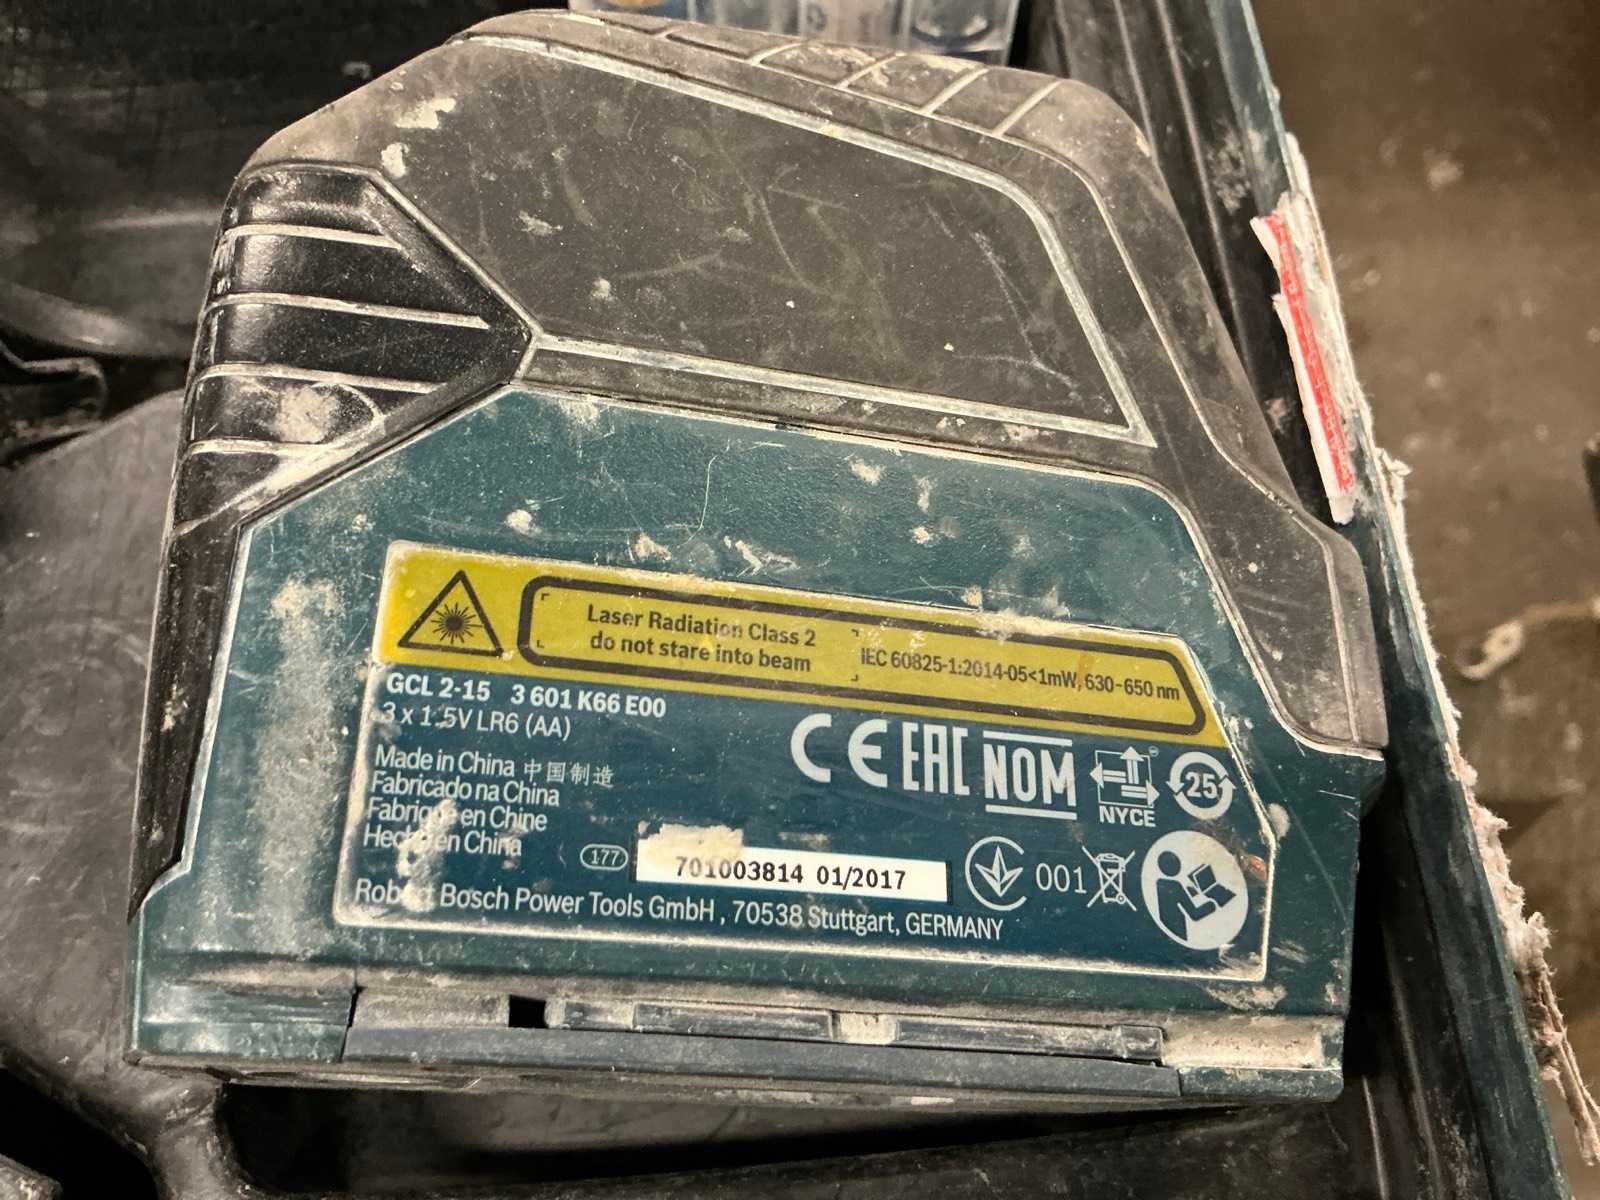 Laser Radiation Class 2
do not stare into beam
IEC 60825-1:2014-05<1mW, 630-650 nm
GCL 2-15 3 601 K66 E00
3 x 1.5V LR6 (AA)
Made in China 中国制造
Fabricado na China
Fabriqué en Chine
Hecho en China
CE EAC NOM
NYCE
25
177
701003814 01/2017
001
Robert Bosch Power Tools GmbH, 70538 Stuttgart, GERMANY